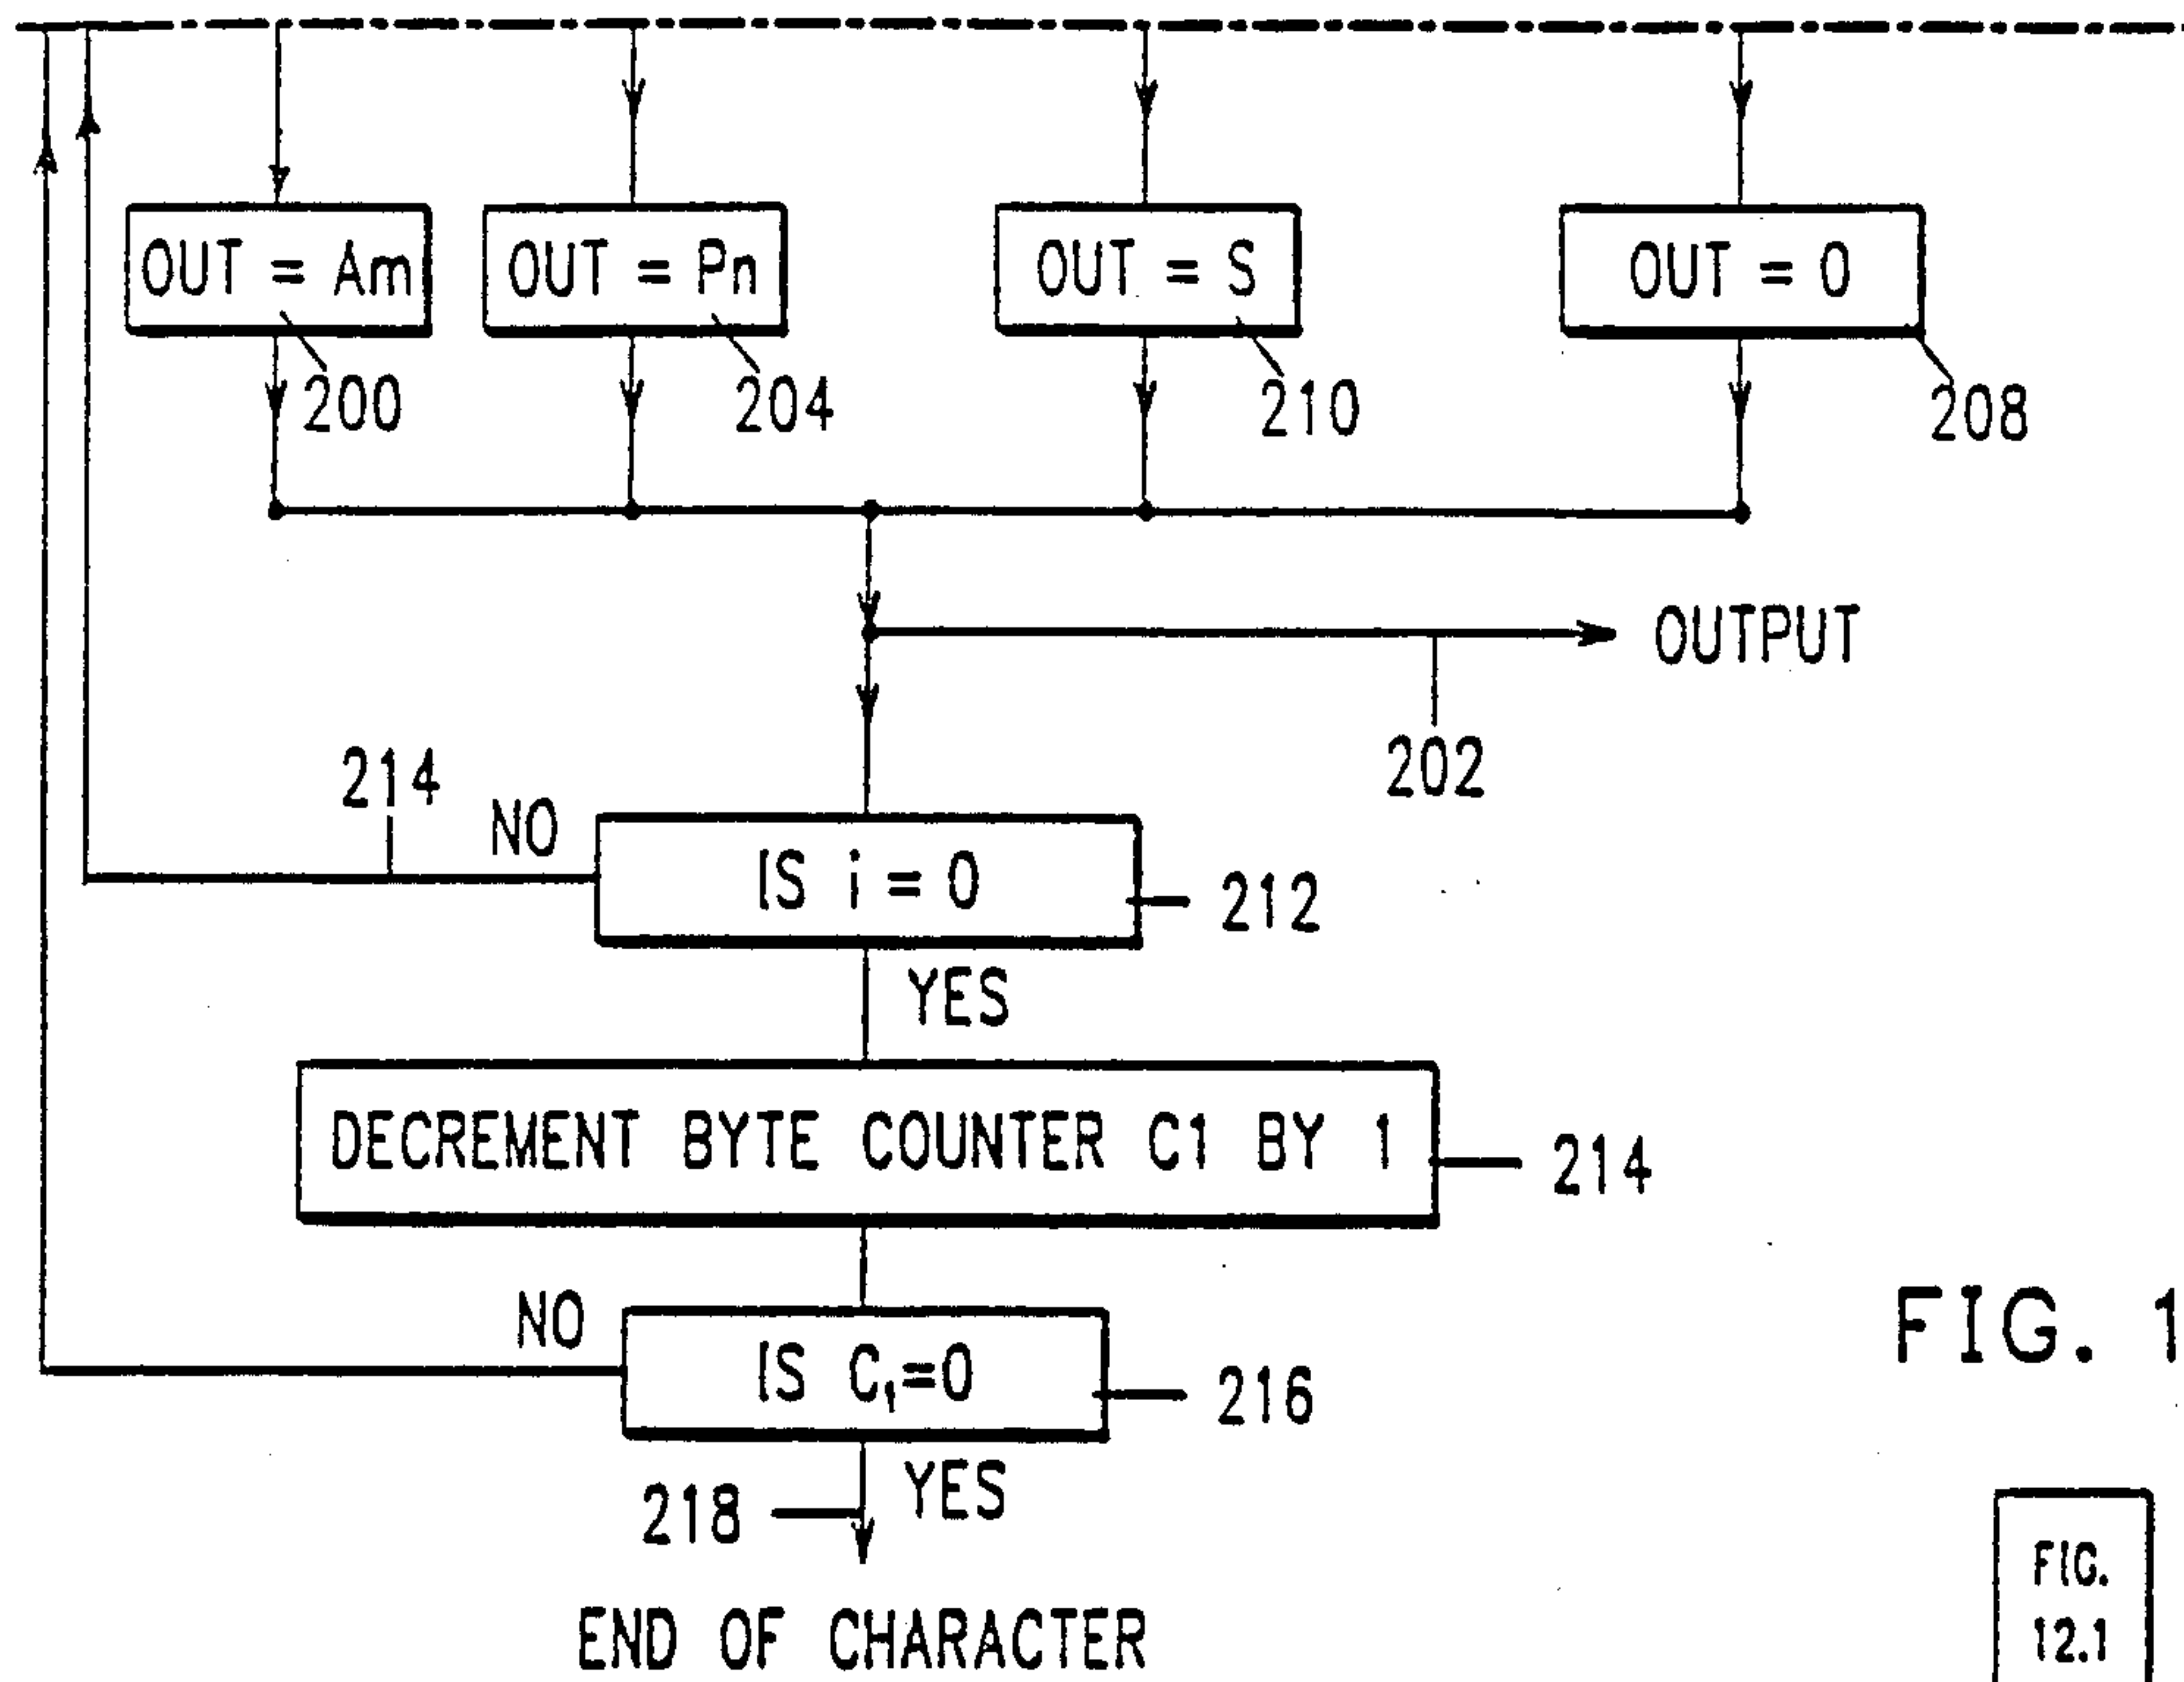 OUT = Am
OUT = Pn
OUT = S
OUT = 0
200
204
210
208
OUTPUT
202
214
NO
IS i = 0
212
YES
DECREMENT BYTE COUNTER C1 BY 1
214
NO
IS C₁=0
216
FIG. 1
218
YES
END OF CHARACTER
FIG.
12.1